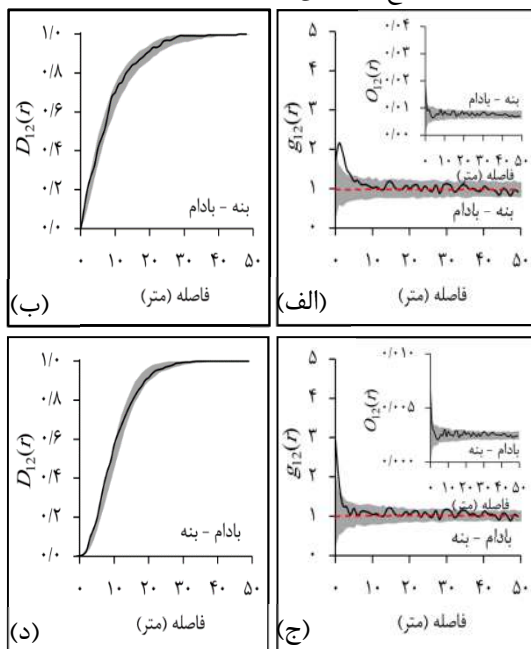 g₁₂(r)
۵
۴
۳
۲
۱
۰
O₁₂(r)
۰/۰۴
۰/۰۳
۰/۰۲
۰/۰۱
۰/۰۰
بنه - بادام
۰ ۱۰ ۲۰ ۳۰ ۴۰ ۵۰
فاصله (متر)
بنه - بادام
۰ ۱۰ ۲۰ ۳۰ ۴۰ ۵۰
فاصله (متر)
(الف)
D₁₂(r)
۱/۰
۰/۸
۰/۶
۰/۴
۰/۲
۰/۰
بنه - بادام
۰ ۱۰ ۲۰ ۳۰ ۴۰ ۵۰
فاصله (متر)
(ب)
g₁₂(r)
۵
۴
۳
۲
۱
۰
O₁₂(r)
۰/۰۱۰
۰/۰۰۵
۰/۰۰۰
بادام - بنه
۰ ۱۰ ۲۰ ۳۰ ۴۰ ۵۰
فاصله (متر)
بادام - بنه
۰ ۱۰ ۲۰ ۳۰ ۴۰ ۵۰
فاصله (متر)
(ج)
D₁₂(r)
۱/۰
۰/۸
۰/۶
۰/۴
۰/۲
۰/۰
بادام - بنه
۰ ۱۰ ۲۰ ۳۰ ۴۰ ۵۰
فاصله (متر)
(د)